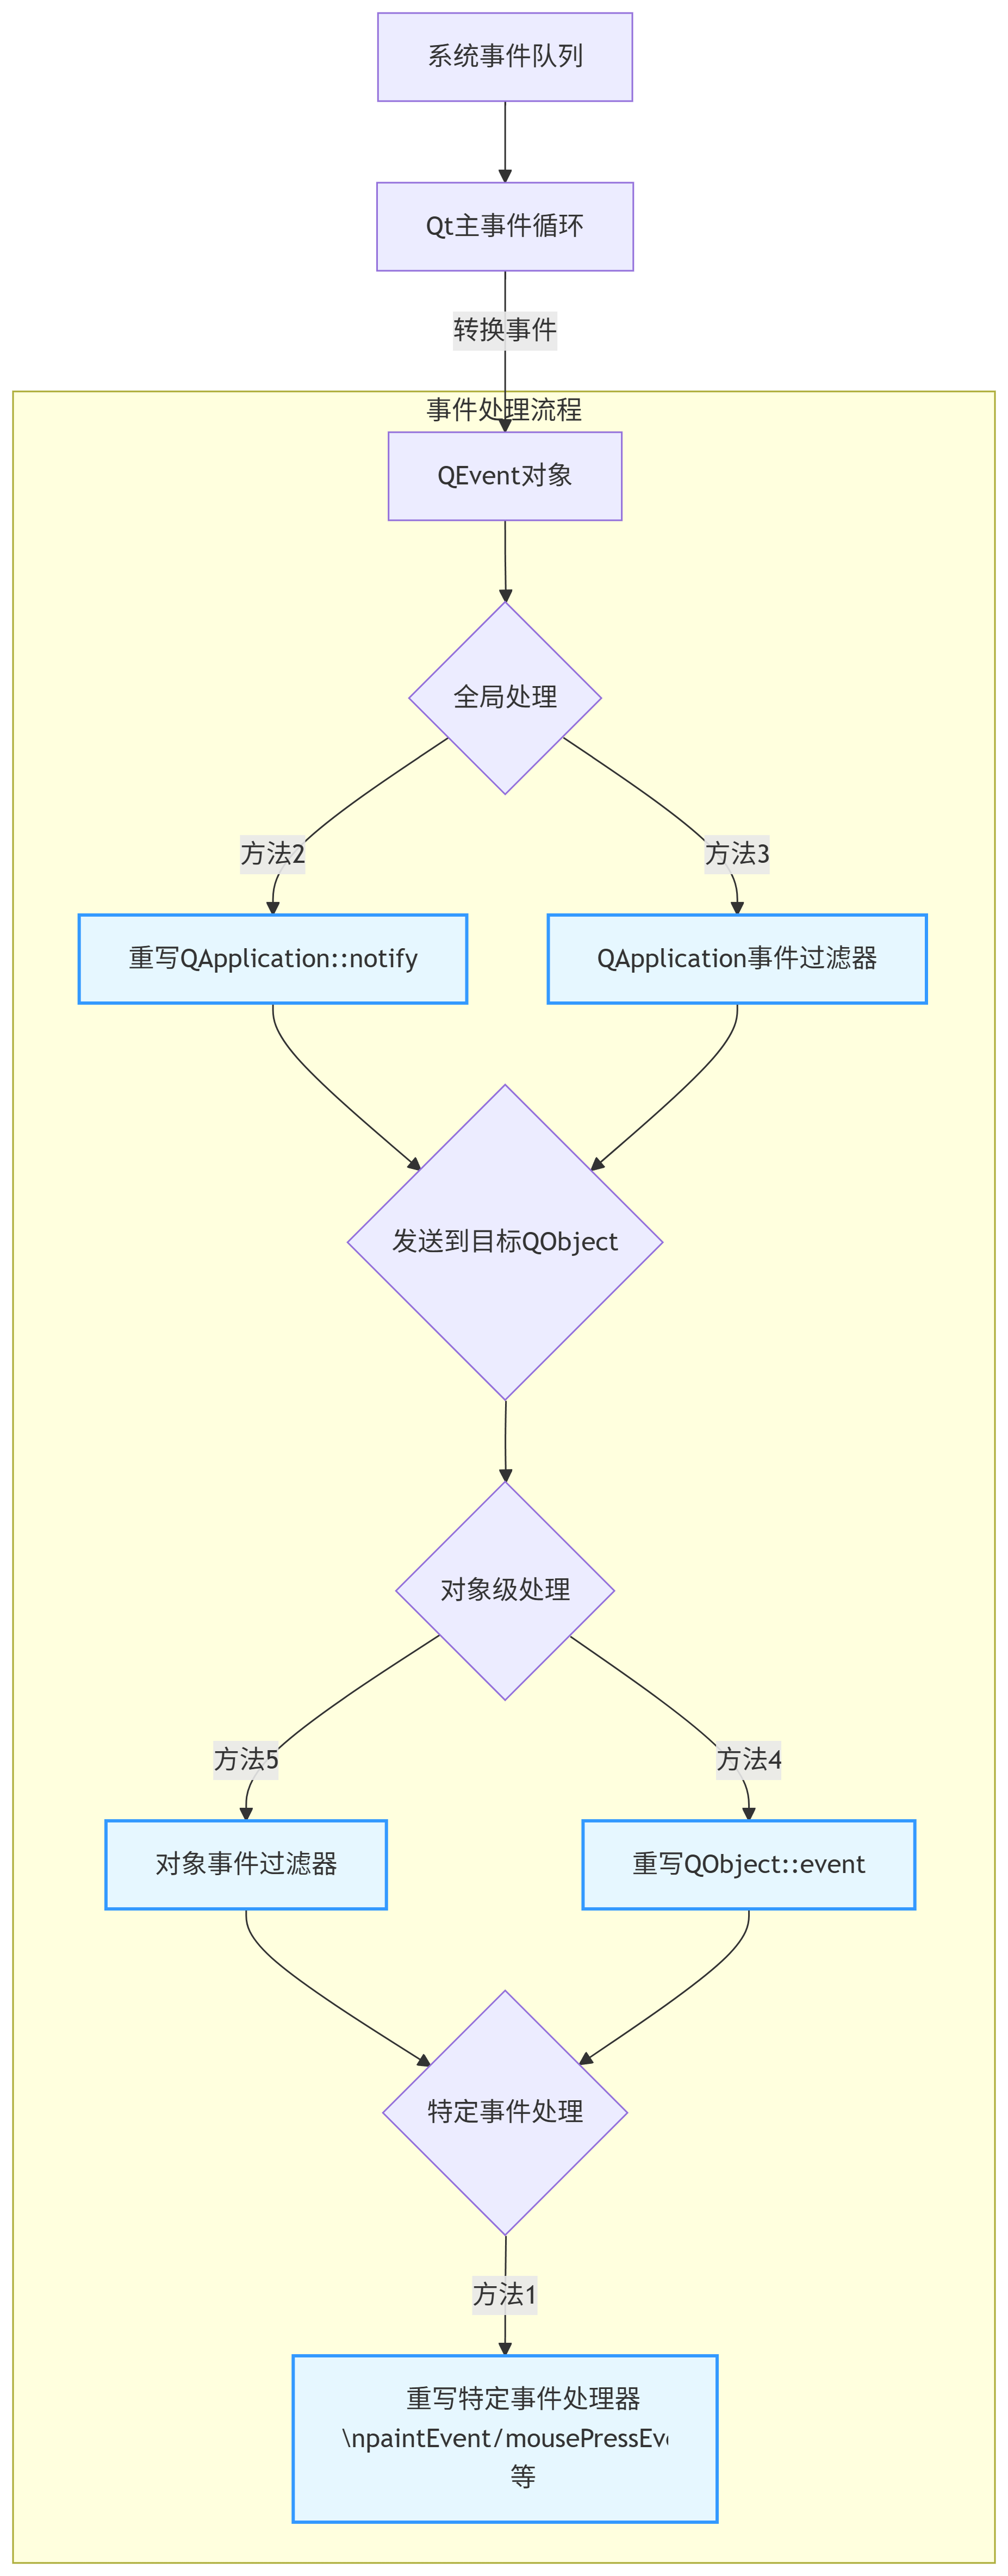 系统事件队列
Qt主事件循环
转换事件
事件处理流程
QEvent对象
全局处理
方法2
方法3
重写QApplication::notify
QApplication事件过滤器
发送到目标QObject
对象级处理
方法5
方法4
对象事件过滤器
重写QObject::event
特定事件处理
方法1
重写特定事件处理器
\npaintEvent/mousePressEve
等